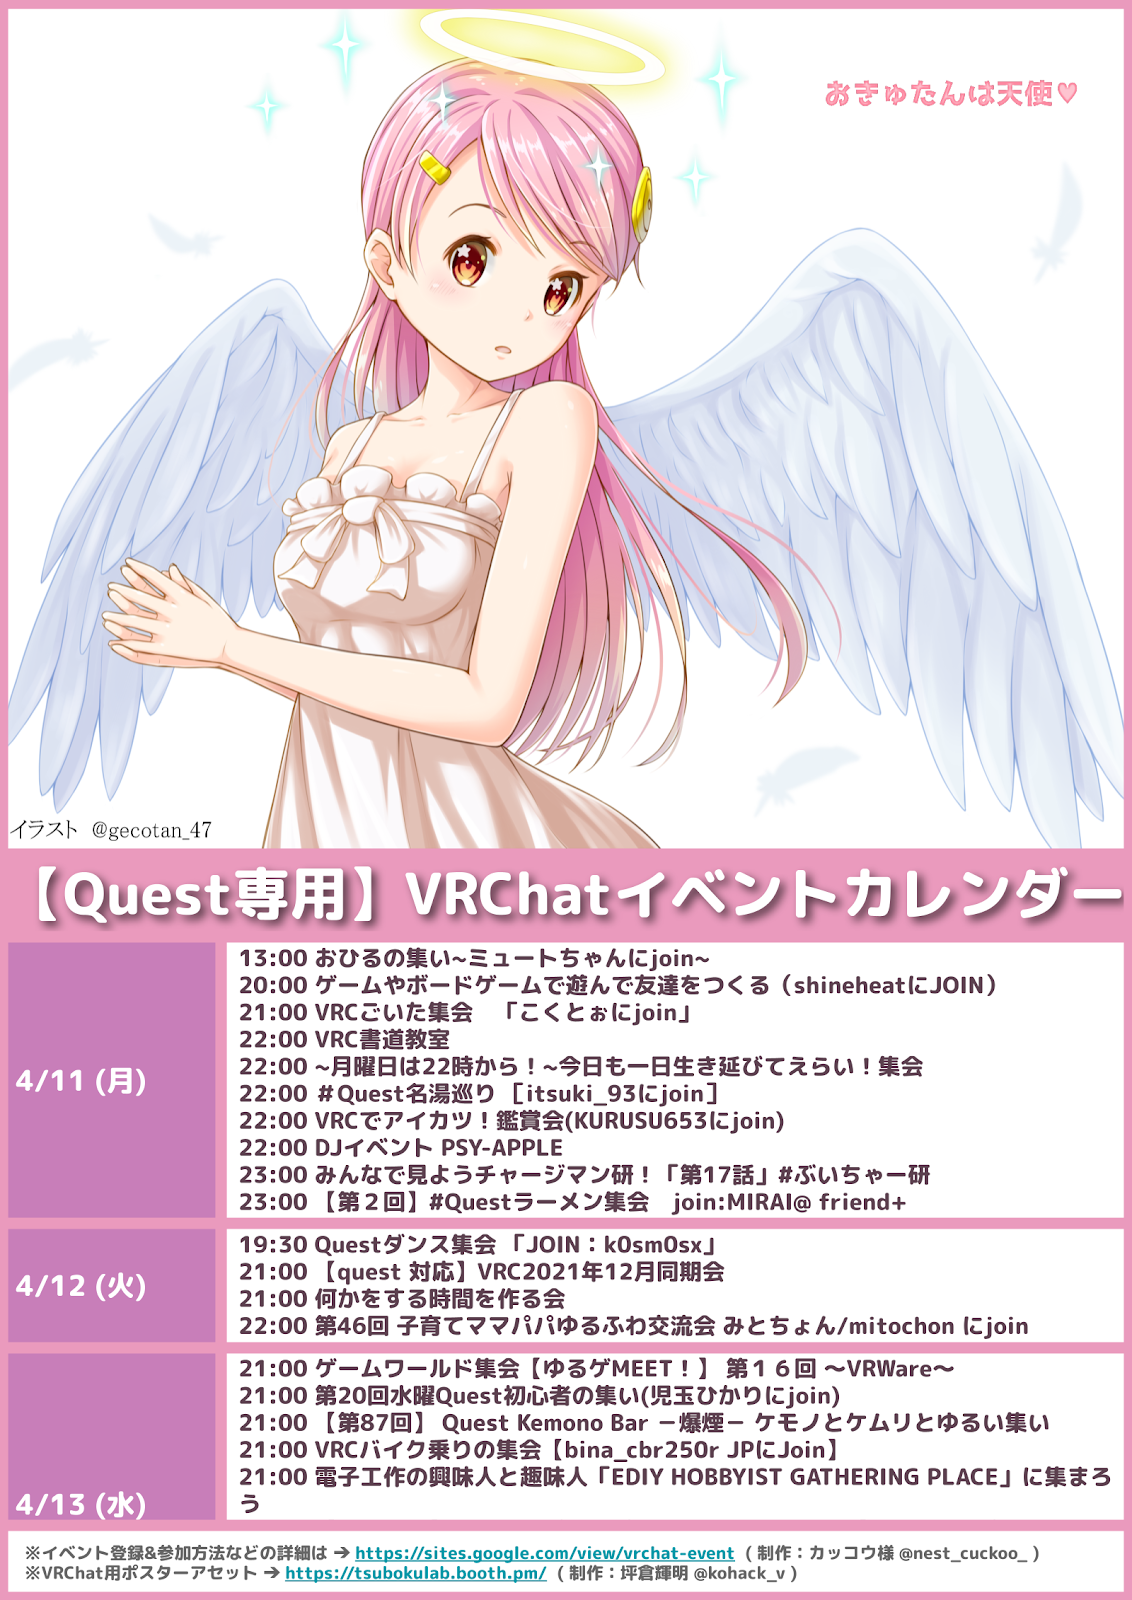 おきゅたんは天使♥
イラスト @gecotan_47
【Quest専用】VRChatイベントカレンダー
4/11 (月)
13:00 おひるの集い~ミュートちゃんにjoin~
20:00 ゲームやボードゲームで遊んで友達をつくる（shineheatにJOIN）
21:00 VRCごいた集会　「こくとぉにjoin」
22:00 VRC書道教室
22:00 ~月曜日は22時から！~今日も一日生き延びてえらい！集会
22:00 ＃Quest名湯巡り［itsuki_93にjoin］
22:00 VRCでアイカツ！鑑賞会(KURUSU653にjoin)
22:00 DJイベント PSY-APPLE
23:00 みんなで見ようチャージマン研！「第17話」#ぶいちゃー研
23:00 【第２回】#Questラーメン集会　join:MIRAI@ friend+
4/12 (火)
19:30 Questダンス集会 「JOIN：k0sm0sx」
21:00 【quest 対応】VRC2021年12月同期会
21:00 何かをする時間を作る会
22:00 第46回 子育てママパパゆるふわ交流会 みとちょん/mitochon にjoin
4/13 (水)
21:00 ゲームワールド集会【ゆるゲMEET！】 第１６回 〜VRWare〜
21:00 第20回水曜Quest初心者の集い(児玉ひかりにjoin)
21:00 【第87回】 Quest Kemono Bar －爆煙－ ケモノとケムリとゆるい集い
21:00 VRCバイク乗りの集会【bina_cbr250r JPにJoin】
21:00 電子工作の興味人と趣味人「EDIY HOBBYIST GATHERING PLACE」に集まろ
う
※イベント登録&参加方法などの詳細は → https://sites.google.com/view/vrchat-event （ 制作：カッコウ様 @nest_cuckoo_ ）
※VRChat用ポスターアセット → https://tsubokulab.booth.pm/ （ 制作：坪倉輝明 @kohack_v ）